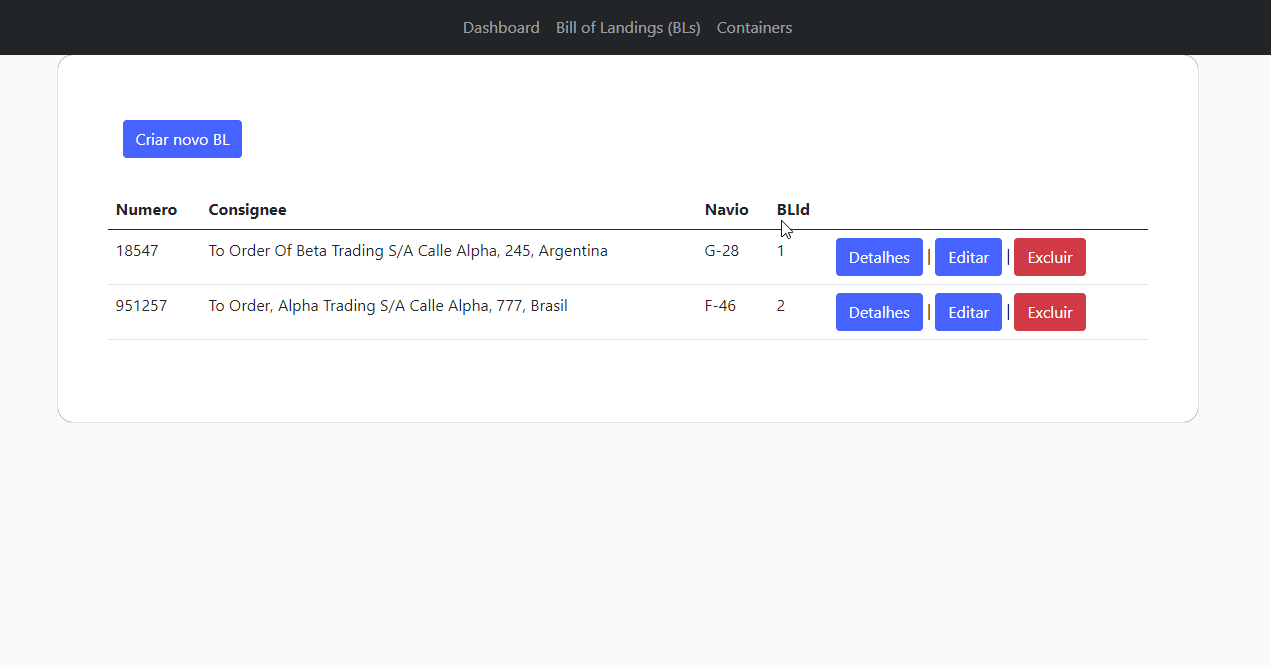 Dashboard Bill of Landings (BLs) Containers
Criar novo BL
Numero Consignee Navio BLId
18547 To Order Of Beta Trading S/A Calle Alpha, 245, Argentina G-28 1 Detalhes | Editar | Excluir
951257 To Order, Alpha Trading S/A Calle Alpha, 777, Brasil F-46 2 Detalhes | Editar | Excluir